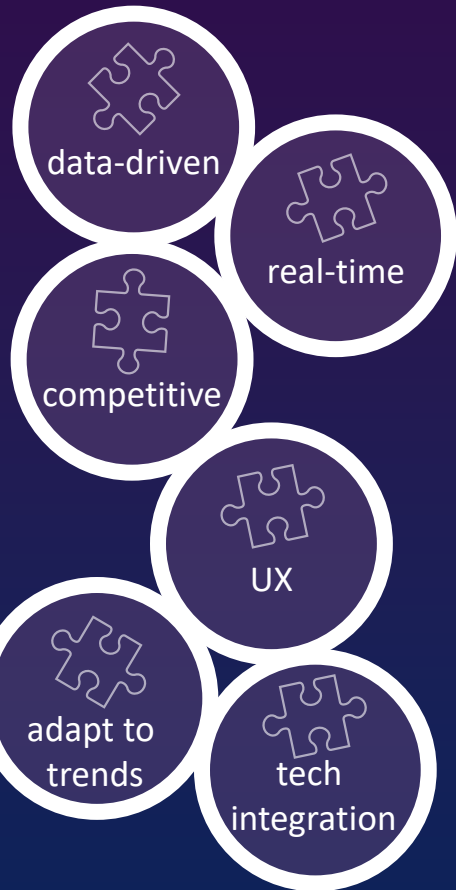 data-driven
real-time
competitive
UX
adapt to
trends
tech
integration